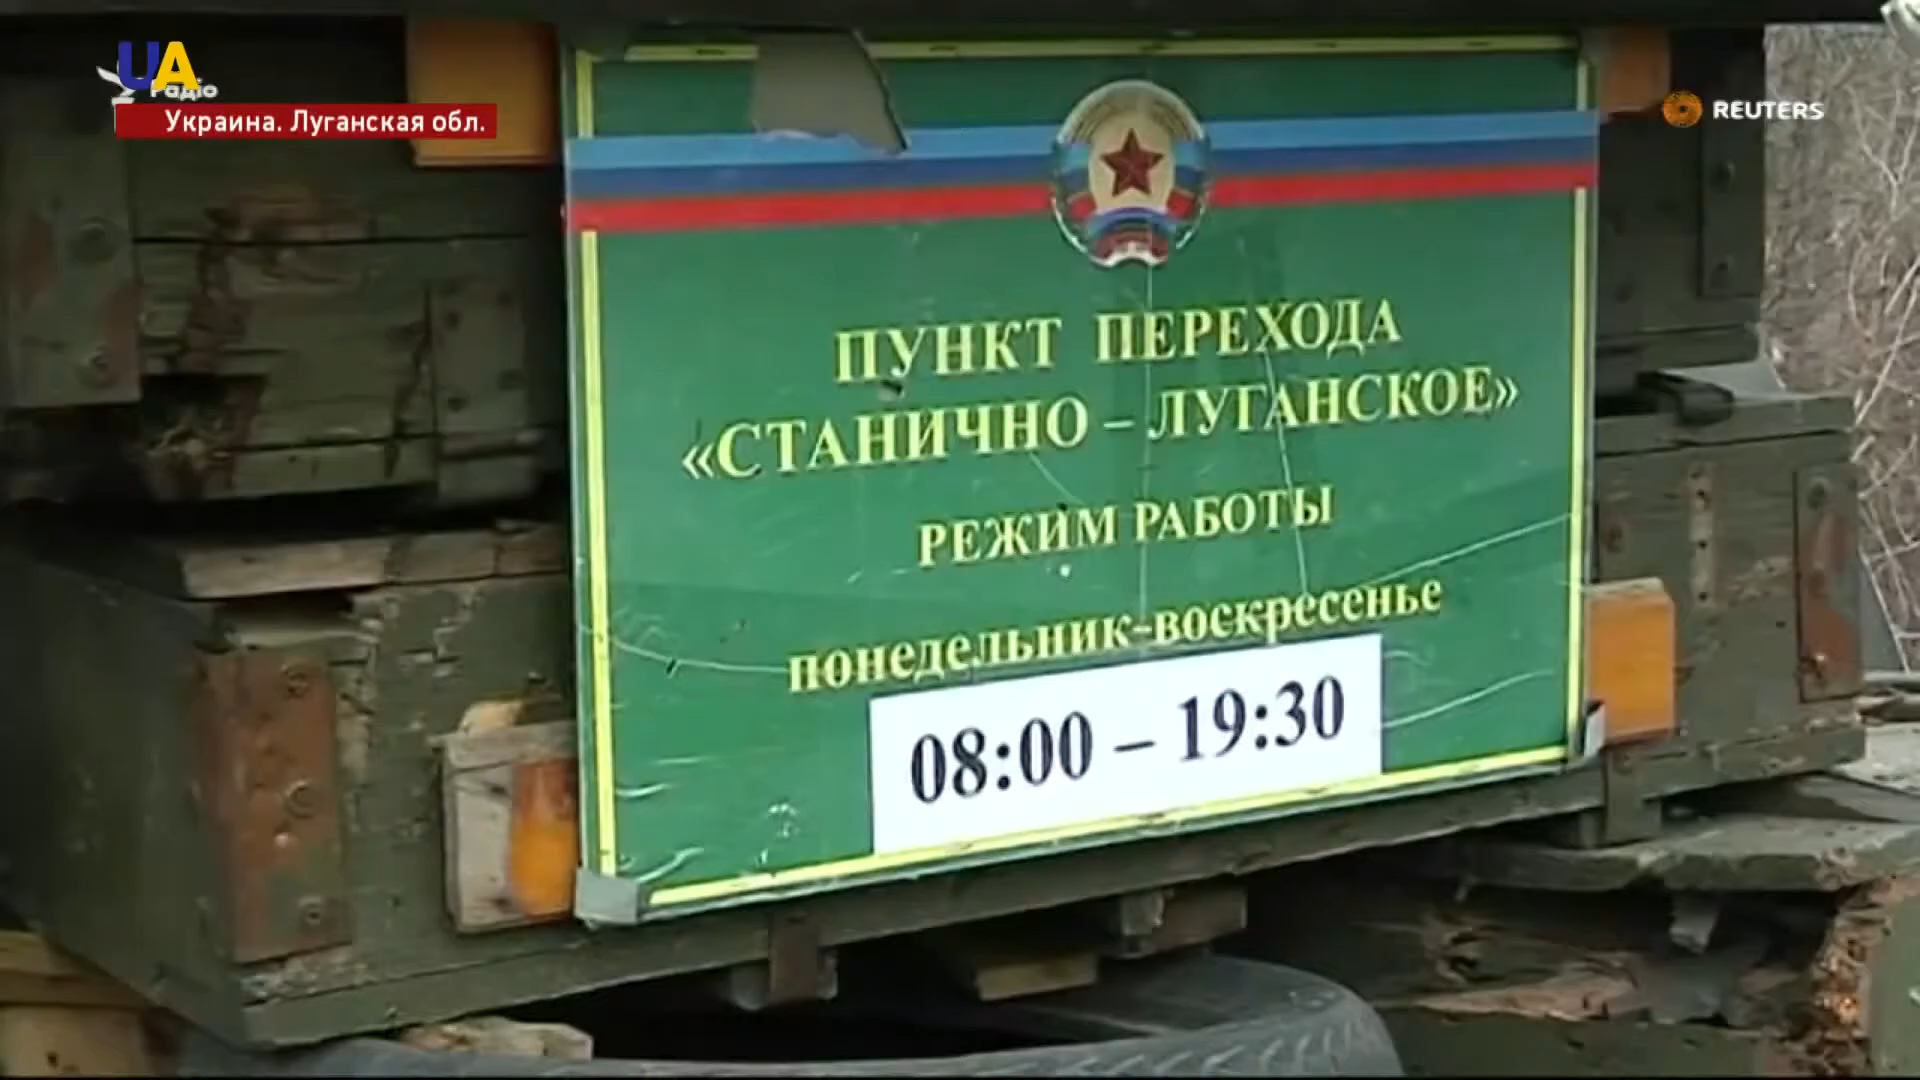 UA
Радіо
Украина. Луганская обл.
REUTERS
ПУНКТ ПЕРЕХОДА
«СТАНИЧНО – ЛУГАНСКОЕ»
РЕЖИМ РАБОТЫ
понедельник-воскресенье
08:00 – 19:30